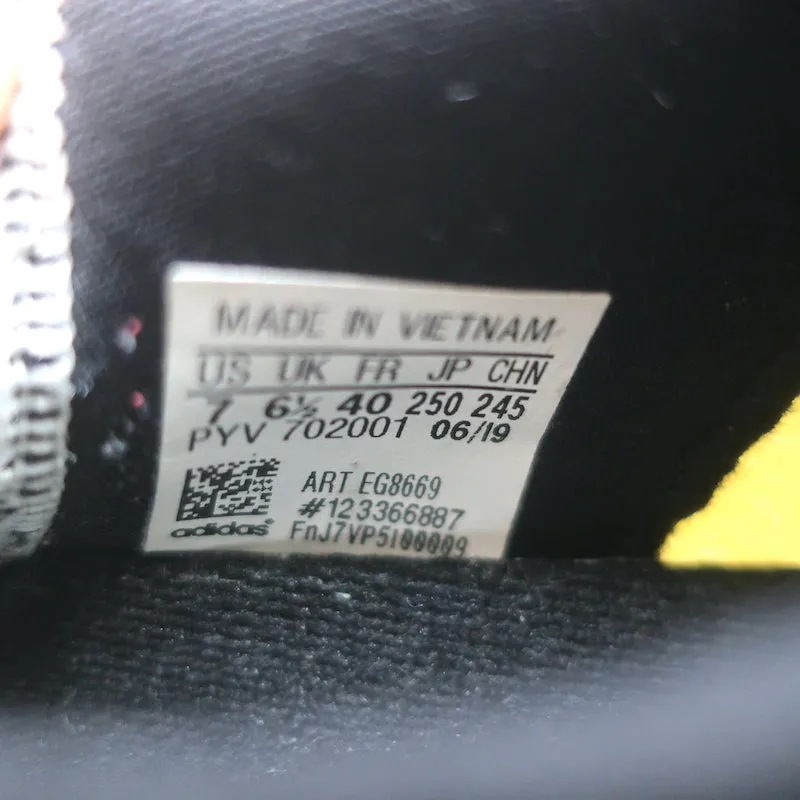 MADE IN VIETNAM
US UK FR JP CHN
7 6½ 40 250 245
PYV 702001 06/19
ART EG8669
#123366887
adidas FnJ7VP5I00009